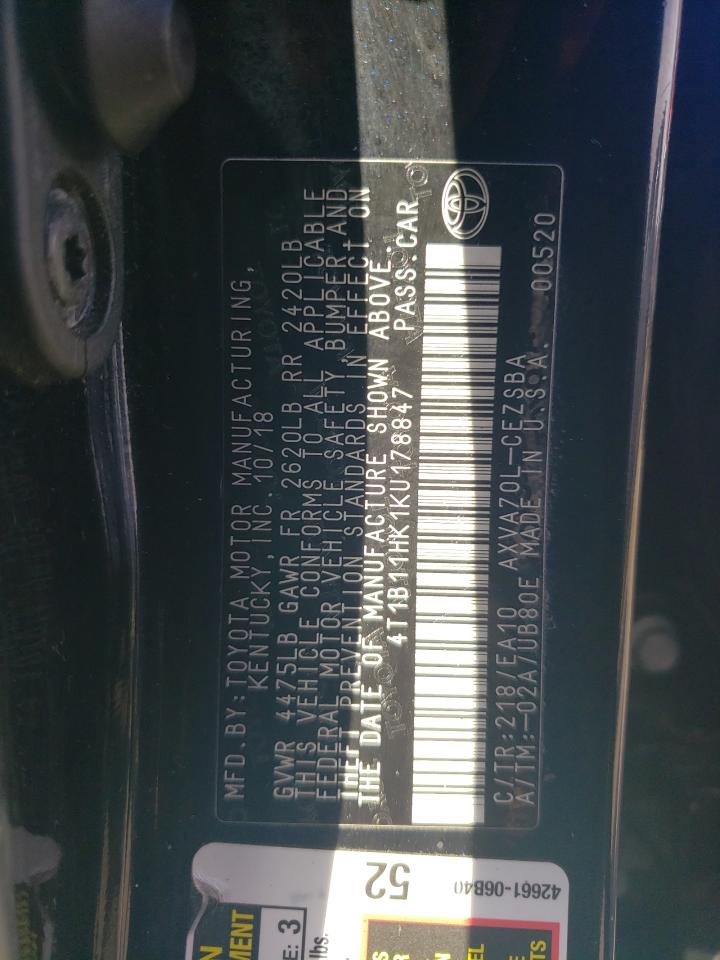 MFD.BY:TOYOTA MOTOR MANUFACTURING,
KENTUCKY,INC. 10/18
GVWR 4475LB GAWR FR 2620LB RR 2420LB
THIS VEHICLE CONFORMS TO ALL APPLICABLE
FEDERAL MOTOR VEHICLE SAFETY, BUMPER, AND
THEFT PREVENTION STANDARDS IN EFFECT ON
THE DATE OF MANUFACTURE SHOWN ABOVE.
4T1B11HK1KU178847 PASS.CAR
C/TR:218/EA10 AXVA70L-CEZSBA
A/TM:-02A/UB80E MADE IN U.S.A. 00520
52
42661-06B40
MENT
E: 3
lbs.